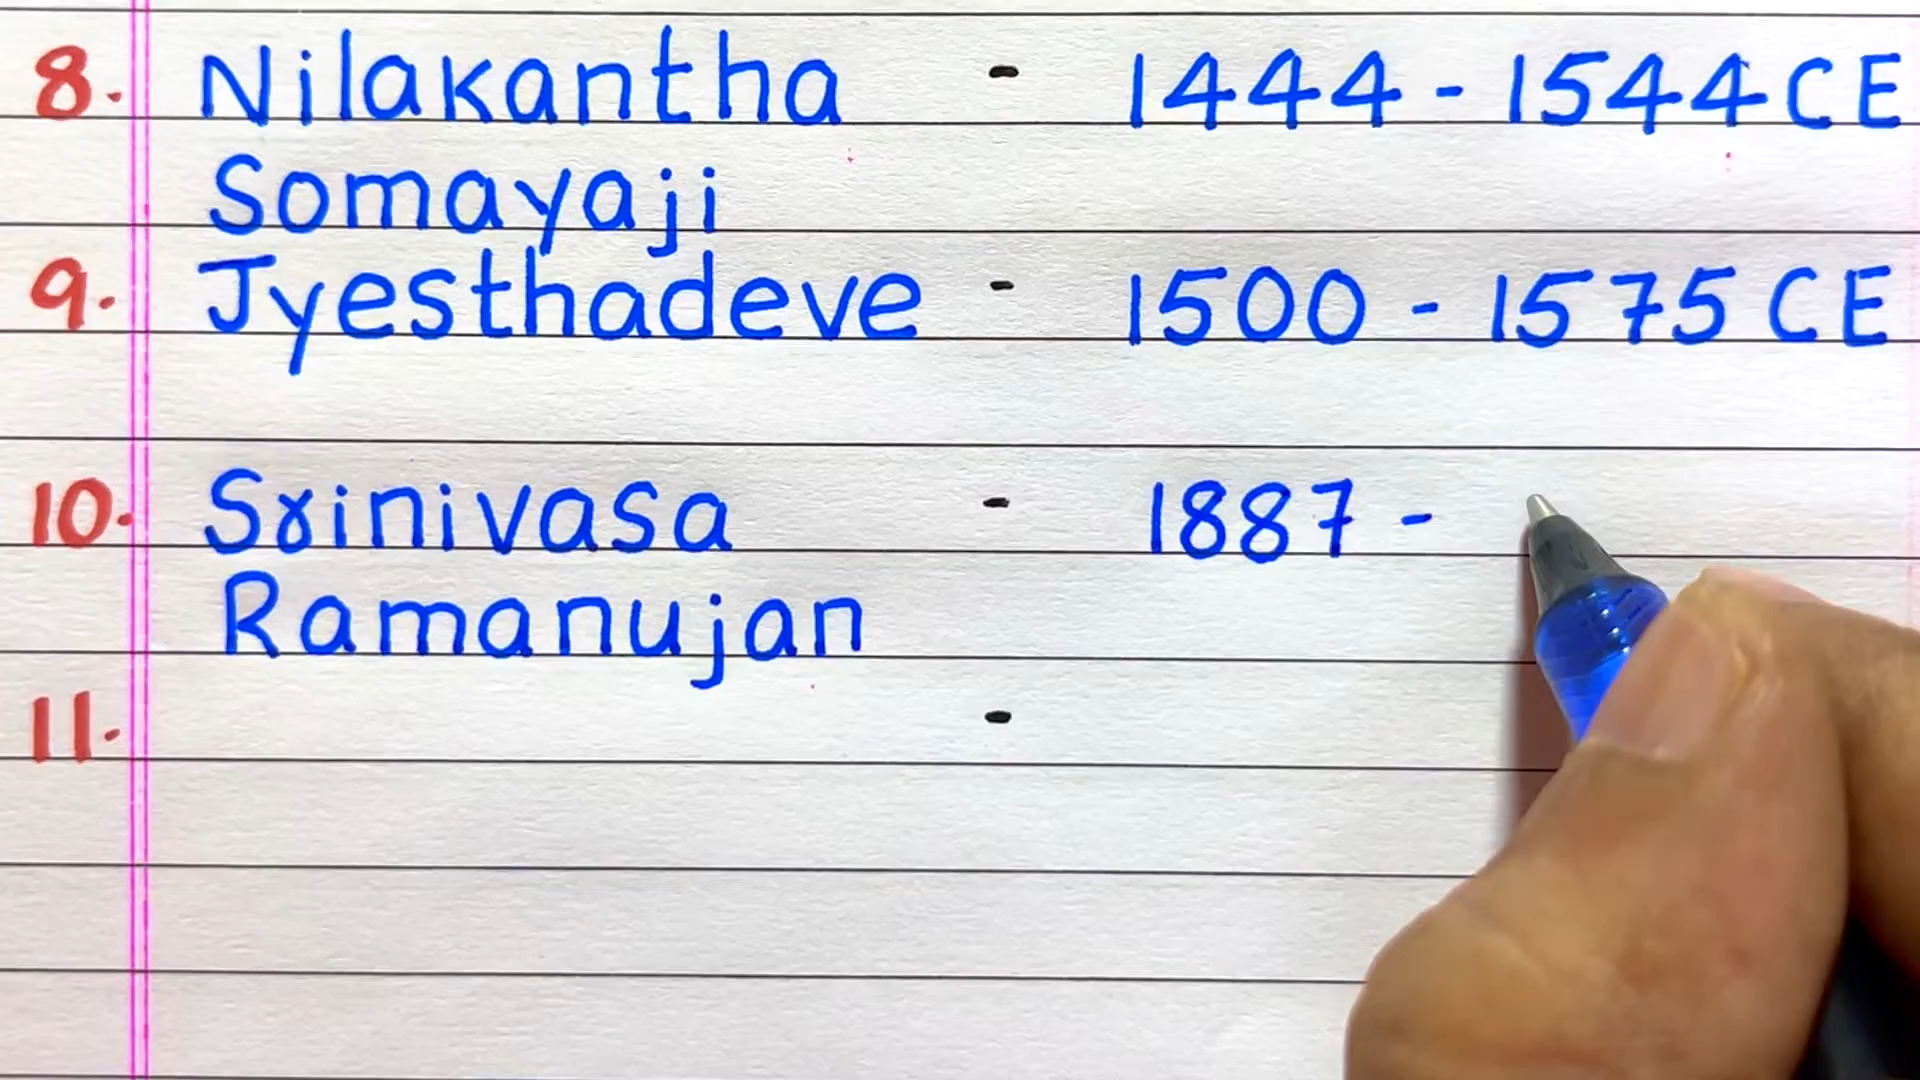 8. Nilakantha - 1444 - 1544 CE
Somayaji
9. Jyesthadeve - 1500 - 1575 CE
10. Srinivasa - 1887 -
Ramanujan
11. -